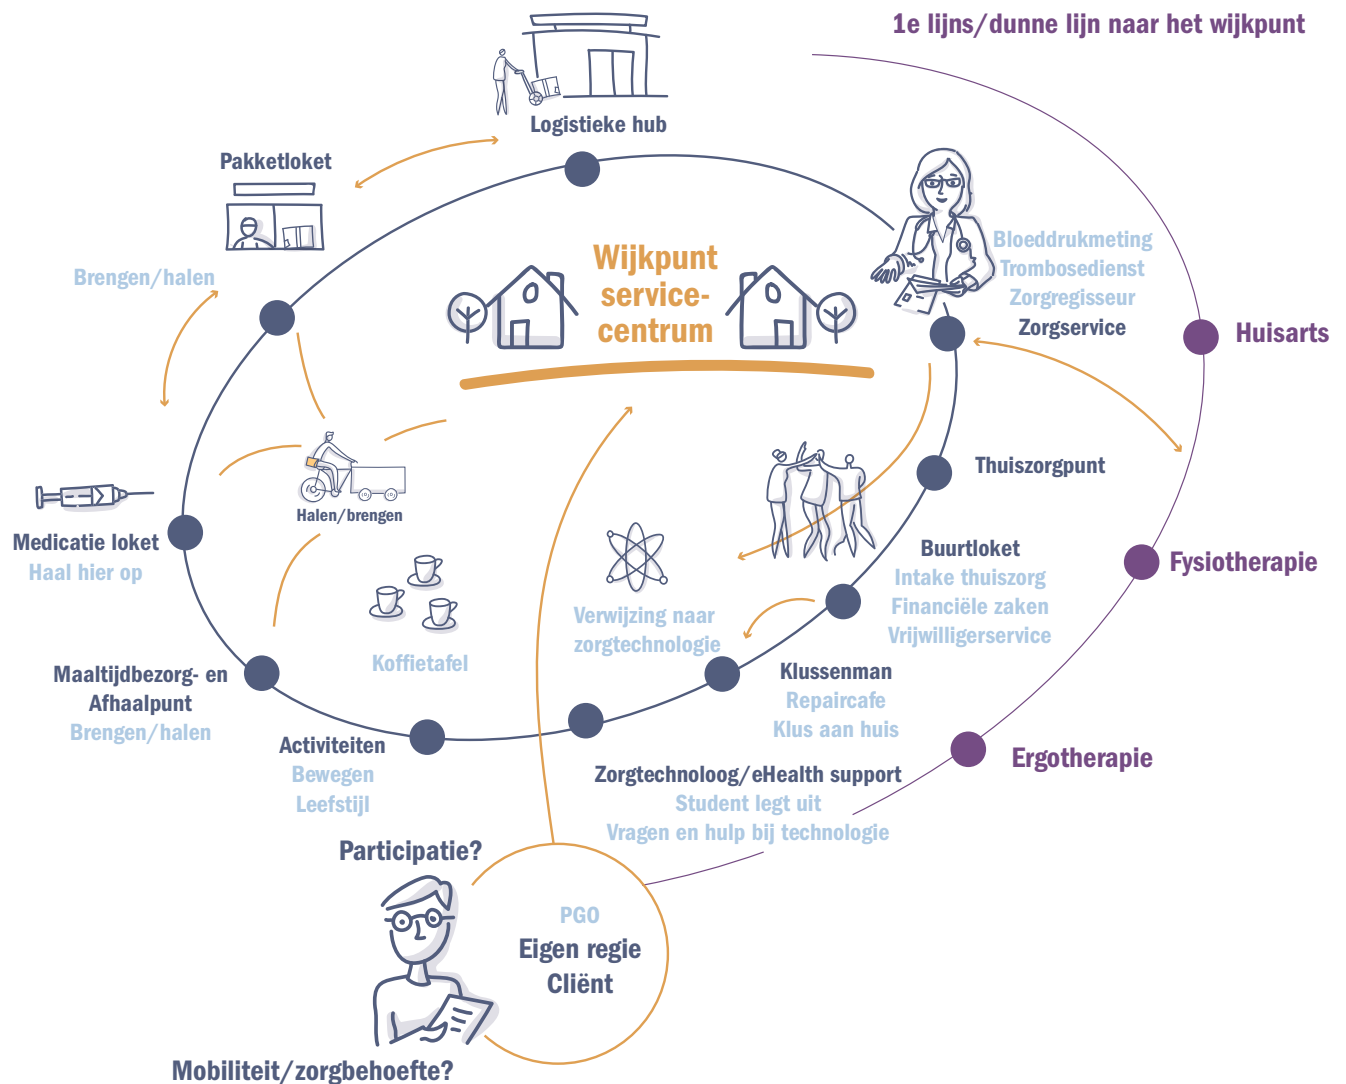 1e lijns/dunne lijn naar het wijkpunt
Logistieke hub
Pakketloket
Brengen/halen
Wijkpunt
service-
centrum
Bloeddrukmeting
Trombosedienst
Zorgregisseur
Zorgservice
Huisarts
Thuiszorgpunt
Halen/brengen
Medicatie loket
Haal hier op
Buurtloket
Intake thuiszorg
Financiële zaken
Vrijwilligerservice
Fysiotherapie
Verwijzing naar
zorgtechnologie
Koffietafel
Maaltijdbezorg- en
Afhaalpunt
Brengen/halen
Klussenman
Repaircafe
Klus aan huis
Activiteiten
Bewegen
Leefstijl
Ergotherapie
Zorgtechnoloog/eHealth support
Student legt uit
Vragen en hulp bij technologie
Participatie?
PGO
Eigen regie
Cliënt
Mobiliteit/zorgbehoefte?